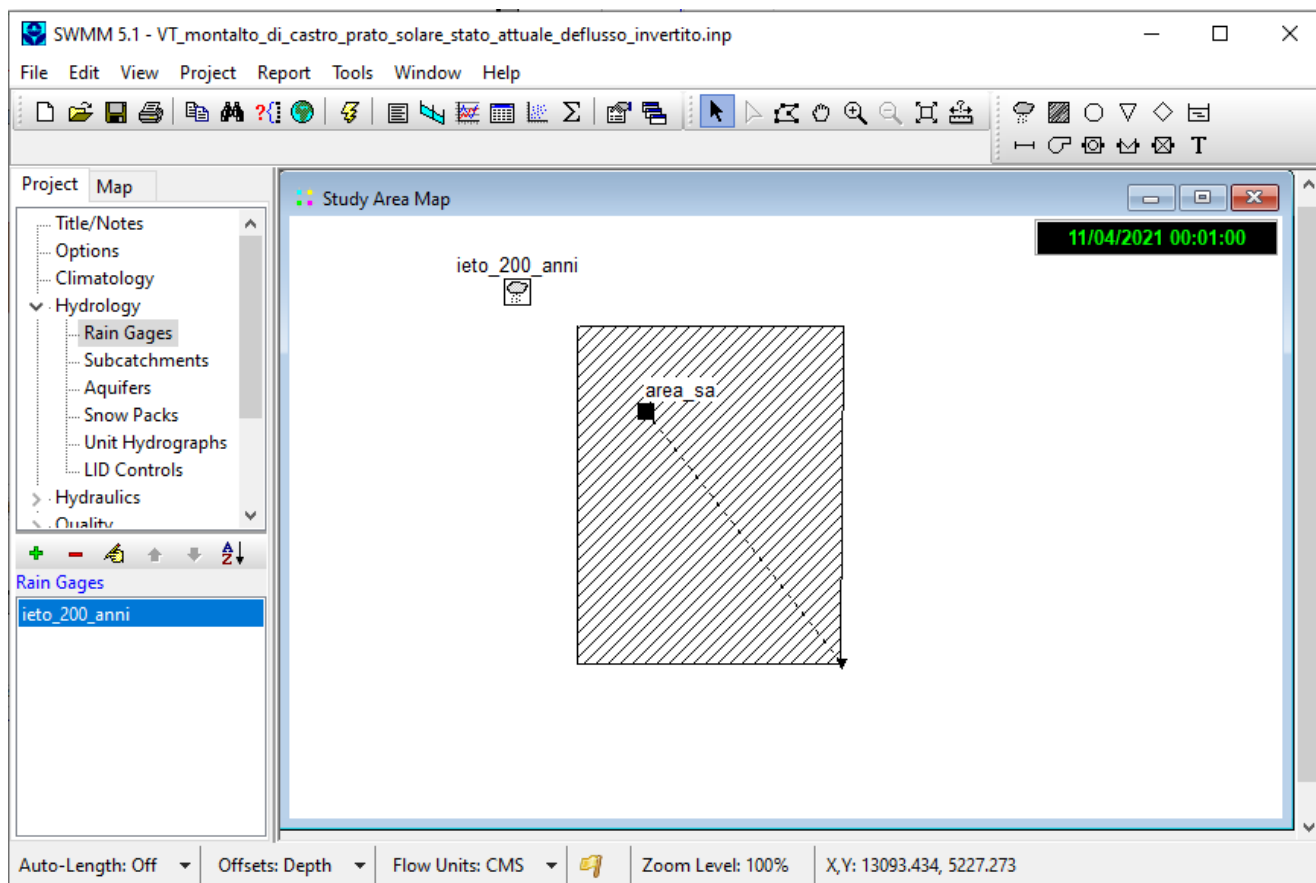 SWMM 5.1 - VT_montalto_di_castro_prato_solare_stato_attuale_deflusso_invertito.inp
File Edit View Project Report Tools Window Help
Project Map
Title/Notes
Options
Climatology
Hydrology
Rain Gages
Subcatchments
Aquifers
Snow Packs
Unit Hydrographs
LID Controls
Hydraulics
Quality
Rain Gages
ieto_200_anni
Study Area Map
11/04/2021 00:01:00
ieto_200_anni
area_sa
Auto-Length: Off Offsets: Depth Flow Units: CMS Zoom Level: 100% X,Y: 13093.434, 5227.273